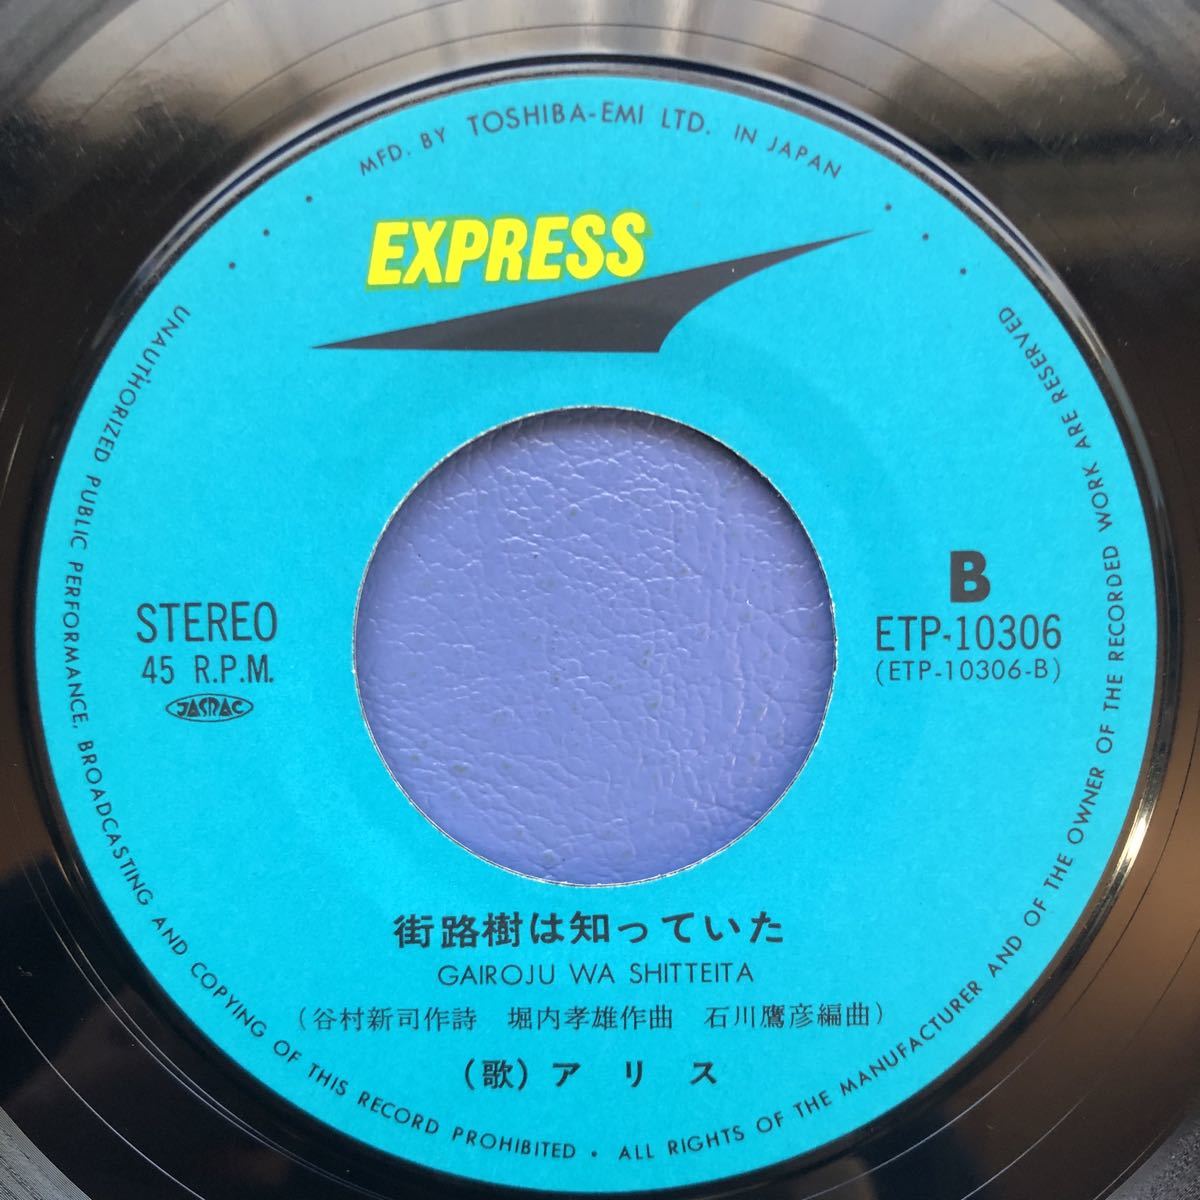 MFD. BY TOSHIBA-EMI LTD. IN JAPAN
EXPRESS
STEREO
45 R.P.M.
JASRAC
B
ETP-10306
(ETP-10306-B)
街路樹は知っていた
GAIROJU WA SHITTEITA
(谷村新司作詩 堀内孝雄作曲 石川鷹彦編曲)
(歌) アリス
UNAUTHORIZED PUBLIC PERFORMANCE, BROADCASTING AND COPYING OF THIS RECORD PROHIBITED • ALL RIGHTS OF THE MANUFACTURER AND OF THE OWNER OF THE RECORDED WORK ARE RESERVED